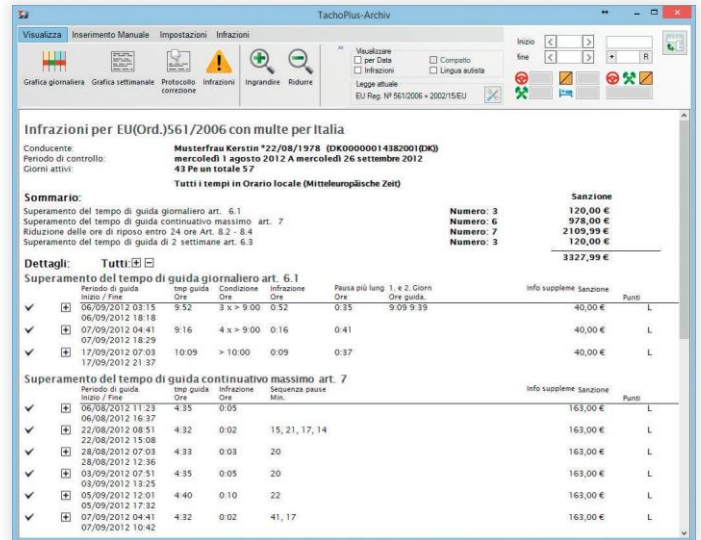 TachoPlus-Archiv
Visualizza Inserimento Manuale Impostazioni Infrazioni
Grafica giornaliera
Grafica settimanale
Protocollo correzione
Infrazioni
Ingrandire
Ridurre
Visualizzare
per Data
Compatto
Infrazioni
Lingua autista
Legge attuale
EU Reg. Nº 561/2006 + 2002/15/EU
Inizio < >
fine < > * R
Infrazioni per EU(Ord.)561/2006 con multe per Italia
Conducente: Musterfrau Kerstin *22/08/1978 (DK00000014382001(DK))
Periodo di controllo: mercoledì 1 agosto 2012 A mercoledì 26 settembre 2012
Giorni attivi: 43 Pe un totale 57
Tutti i tempi in Orario locale (Mitteleuropäische Zeit)
Sommario: Sanzione
Superamento del tempo di guida giornaliero art. 6.1 Numero: 3 120,00 €
Superamento del tempo di guida continuativo massimo art. 7 Numero: 6 978,00 €
Riduzione delle ore di riposo entro 24 ore Art. 8.2 - 8.4 Numero: 7 2109,99 €
Superamento del tempo di guida di 2 settimane art. 6.3 Numero: 3 120,00 €
3327,99 €
Dettagli: Tutti:
Superamento del tempo di guida giornaliero art. 6.1
Periodo di guida tmp guida Condizione Infrazione Pausa più lung 1. e 2. Giorn Info suppleme Sanzione
Inizio / Fine Ore Ore Ore Ore Ore guida. Punti
06/09/2012 03:15 9:52 3 x > 9:00 0:52 0:35 9:09 9:39 40,00 € L
06/09/2012 18:18
07/09/2012 04:41 9:16 4 x > 9:00 0:16 0:41 40,00 € L
07/09/2012 18:29
17/09/2012 07:03 10:09 > 10:00 0:09 0:37 40,00 € L
17/09/2012 21:37
Superamento del tempo di guida continuativo massimo art. 7
Periodo di guida tmp guida Infrazione Sequenza pause Info suppleme Sanzione
Inizio / Fine Ore Ore Min. Punti
06/08/2012 11:23 4:35 0:05 163,00 € L
06/08/2012 16:37
22/08/2012 08:51 4:32 0:02 15, 21, 17, 14 163,00 € L
22/08/2012 15:08
28/08/2012 07:03 4:33 0:03 20 163,00 € L
28/08/2012 12:36
03/09/2012 07:51 4:35 0:05 20 163,00 € L
03/09/2012 13:25
05/09/2012 12:01 4:40 0:10 22 163,00 € L
05/09/2012 17:32
07/09/2012 04:41 4:32 0:02 41, 17 163,00 € L
07/09/2012 10:42